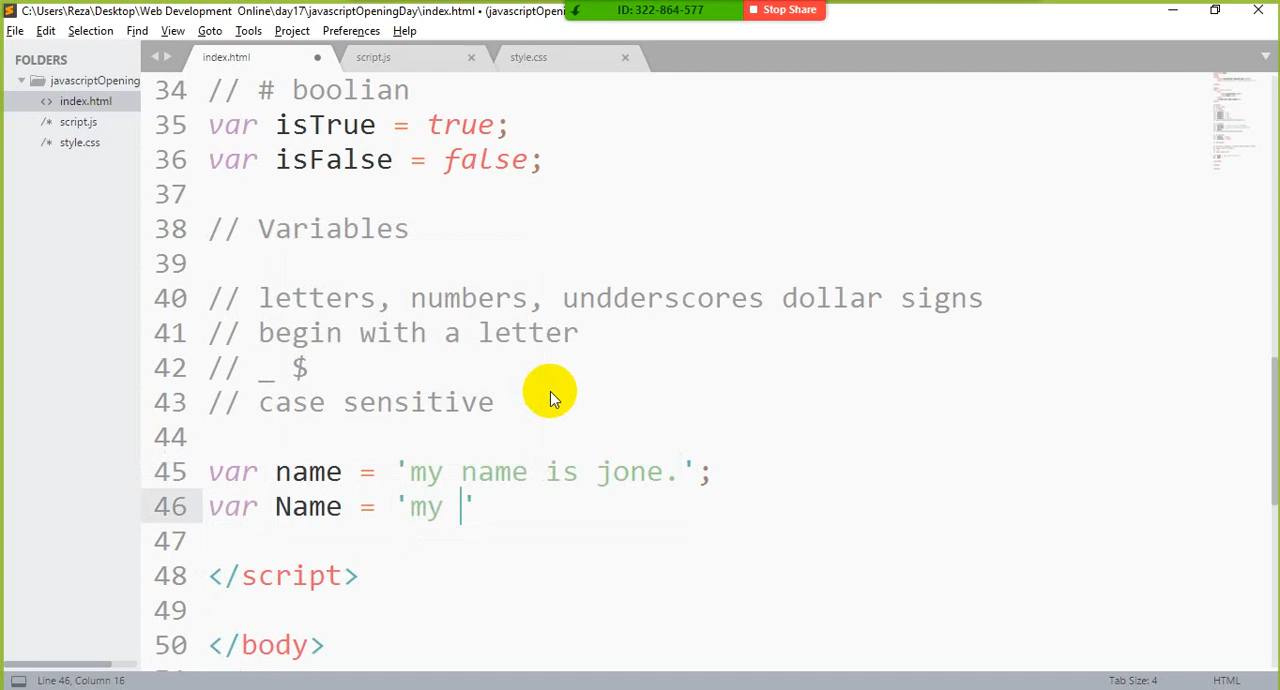 C:\Users\Reza\Desktop\Web Development Online\day17\javascriptOpeningDay\index.html • (javascriptOpenin
ID: 322-864-577
Stop Share
File Edit Selection Find View Goto Tools Project Preferences Help
FOLDERS
javascriptOpening
index.html
script.js
style.css
index.html
script.js
style.css
34 // # boolian
35 var isTrue = true;
36 var isFalse = false;
37
38 // Variables
39
40 // letters, numbers, undderscores dollar signs
41 // begin with a letter
42 // _ $
43 // case sensitive
44
45 var name = 'my name is jone.';
46 var Name = 'my '
47
48 </script>
49
50 </body>
Line 46, Column 16
Tab Size: 4
HTML